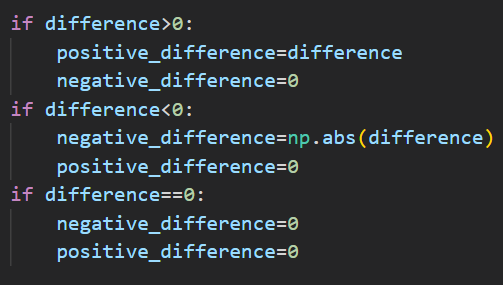 if difference>0:
    positive_difference=difference
    negative_difference=0
if difference<0:
    negative_difference=np.abs(difference)
    positive_difference=0
if difference==0:
    negative_difference=0
    positive_difference=0